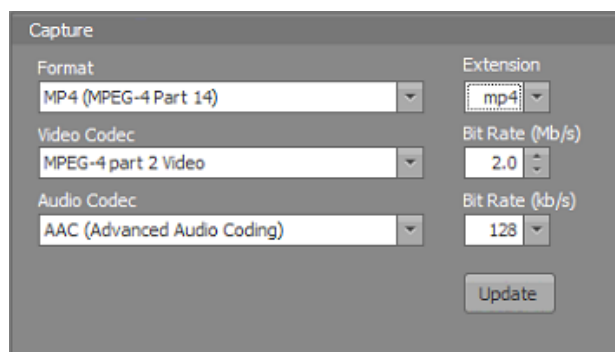 Capture
Format Extension
MP4 (MPEG-4 Part 14) mp4
Video Codec Bit Rate (Mb/s)
MPEG-4 part 2 Video 2.0
Audio Codec Bit Rate (kb/s)
AAC (Advanced Audio Coding) 128
Update